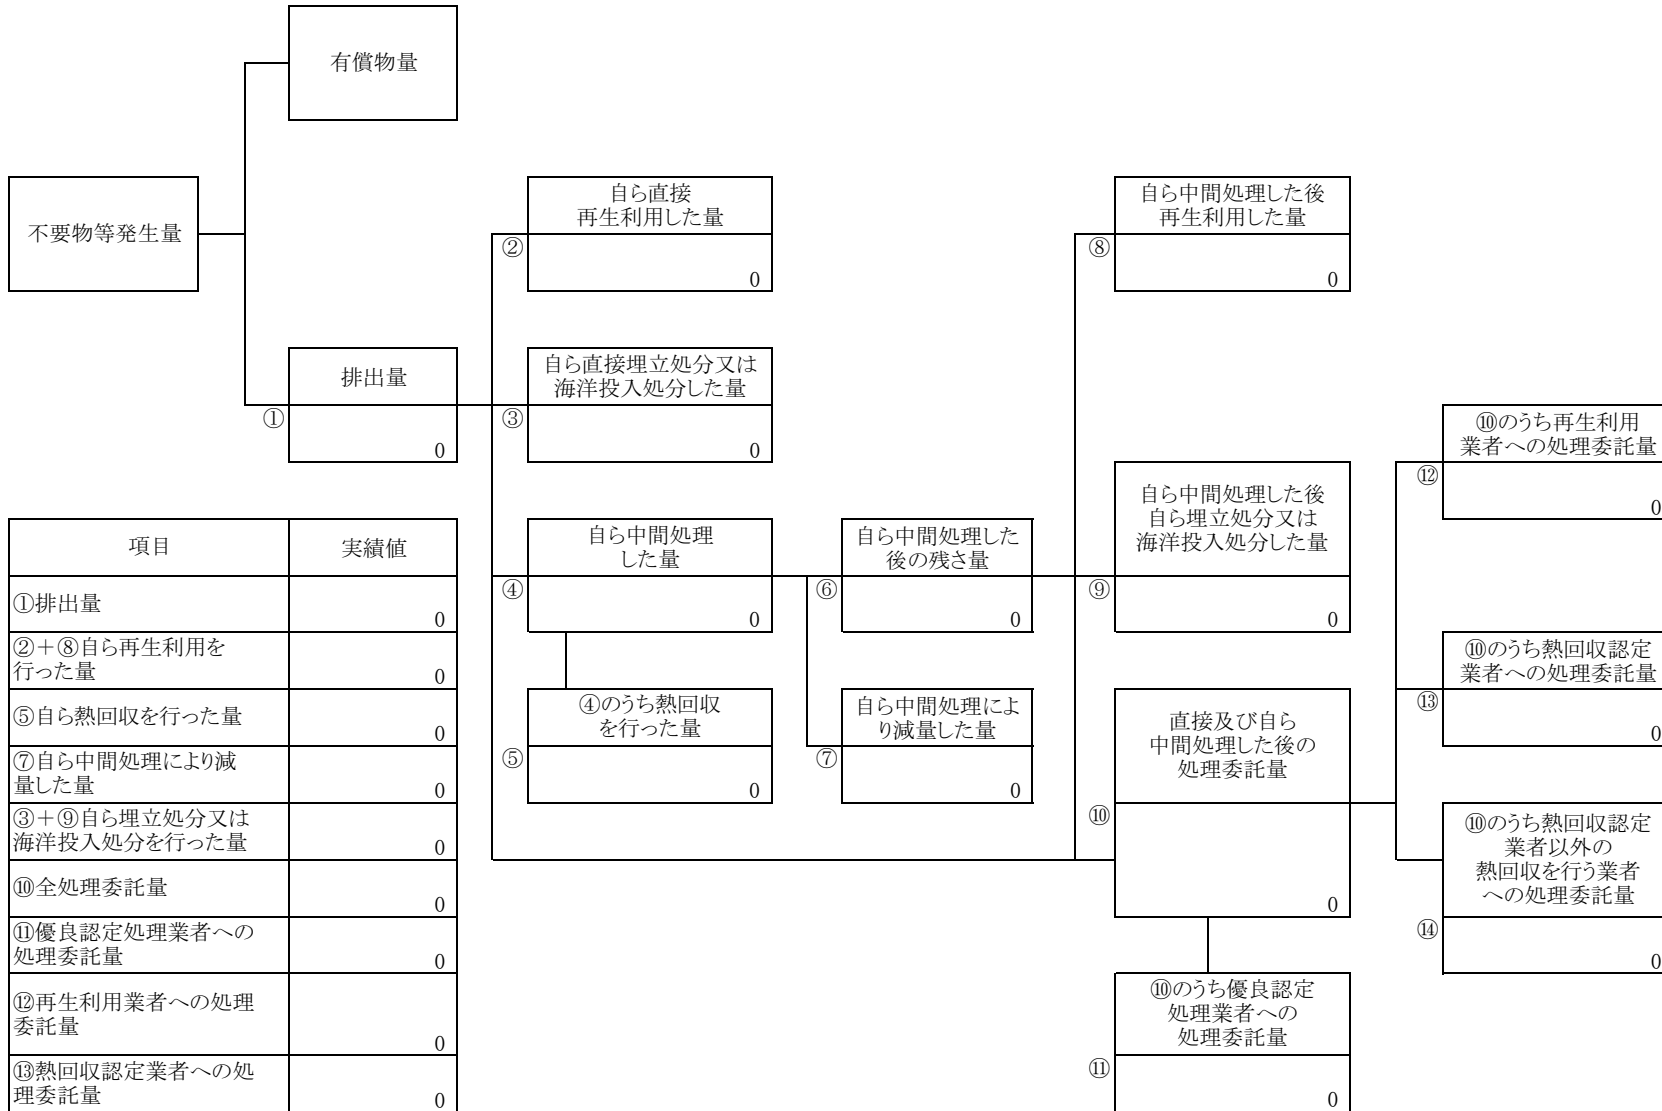 有償物量
不要物等発生量
自ら直接
再生利用した量
②
0
自ら中間処理した後
再生利用した量
⑧
0
排出量
①
0
自ら直接埋立処分又は
海洋投入処分した量
③
0
⑩のうち再生利用
業者への処理委託量
⑫
0
自ら中間処理
した量
④
0
自ら中間処理した
後の残さ量
⑥
0
自ら中間処理した後
自ら埋立処分又は
海洋投入処分した量
⑨
0
⑩のうち熱回収認定
業者への処理委託量
⑬
0
④のうち熱回収
を行った量
⑤
0
自ら中間処理によ
り減量した量
⑦
0
直接及び自ら
中間処理した後の
処理委託量
⑩
0
⑩のうち熱回収認定
業者以外の
熱回収を行う業者
への処理委託量
⑭
0
⑩のうち優良認定
処理業者への
処理委託量
⑪
0
項目 実績値
①排出量
0
②＋⑧自ら再生利用を
行った量 0
⑤自ら熱回収を行った量
0
⑦自ら中間処理により減
量した量 0
③＋⑨自ら埋立処分又は
海洋投入処分を行った量 0
⑩全処理委託量
0
⑪優良認定処理業者への
処理委託量 0
⑫再生利用業者への処理
委託量
0
⑬熱回収認定業者への処
理委託量 0